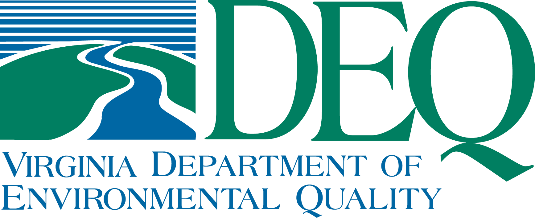 DEQ
VIRGINIA DEPARTMENT OF
ENVIRONMENTAL QUALITY